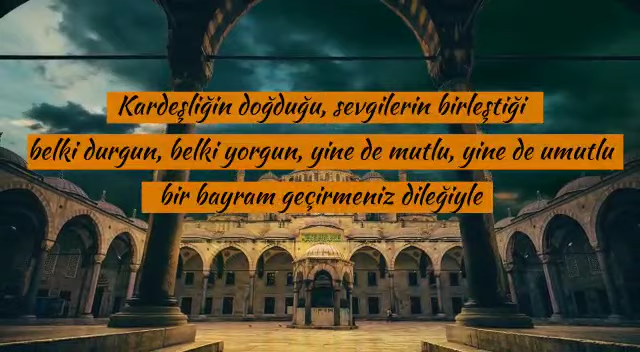 Kardeşliğin doğduğu, sevgilerin birleştiği
belki durgun, belki yorgun, yine de mutlu, yine de umutlu
bir bayram geçirmeniz dileğiyle